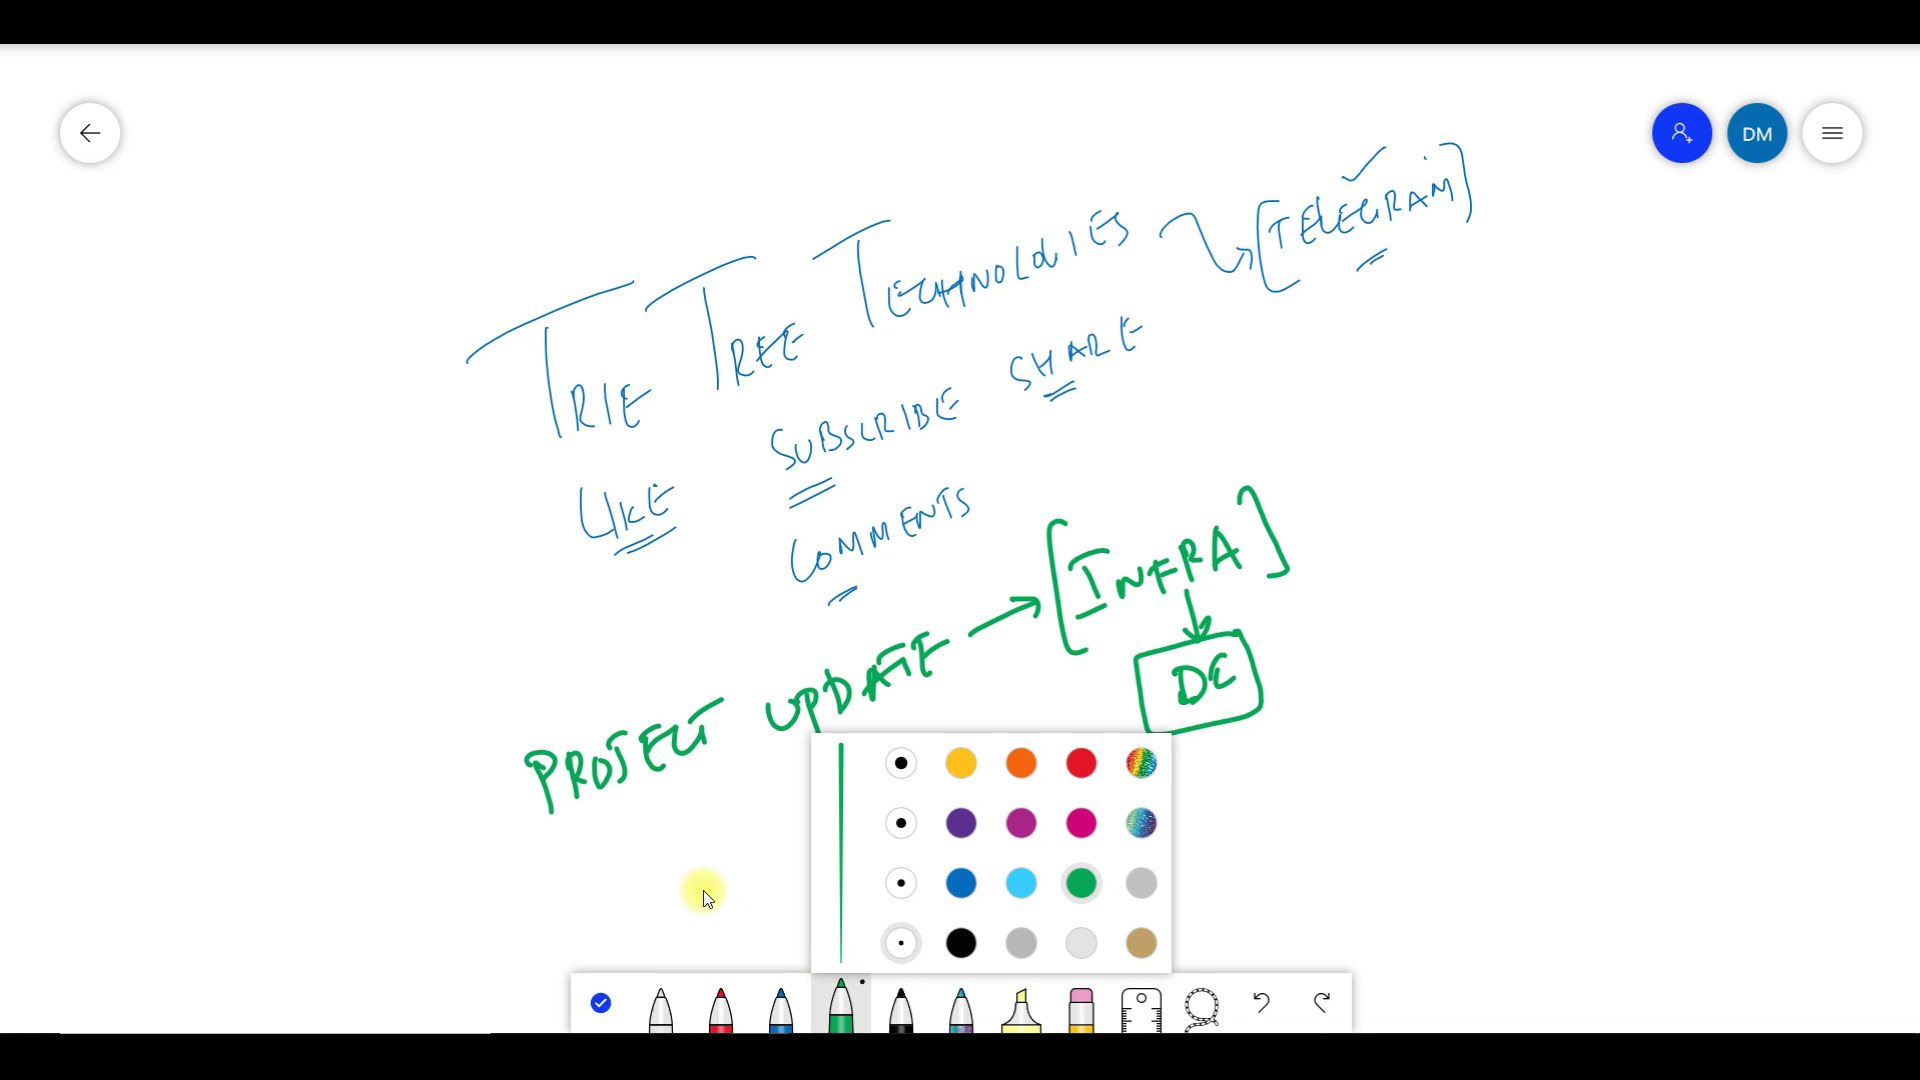 DM
TRIE TREE TECHNOLOGIES [TELEGRAM]
LIKE SUBSCRIBE SHARE
COMMENTS
PROJECT UPDATE → [INFRA]
DC